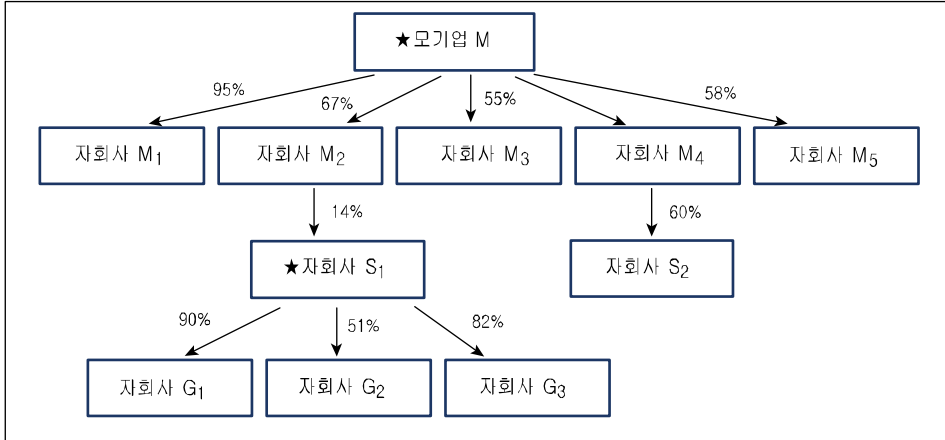 ★모기업 M
95%
67%
55%
58%
자회사 M1
자회사 M2
자회사 M3
자회사 M4
자회사 M5
14%
60%
★자회사 S1
자회사 S2
90%
51%
82%
자회사 G1
자회사 G2
자회사 G3